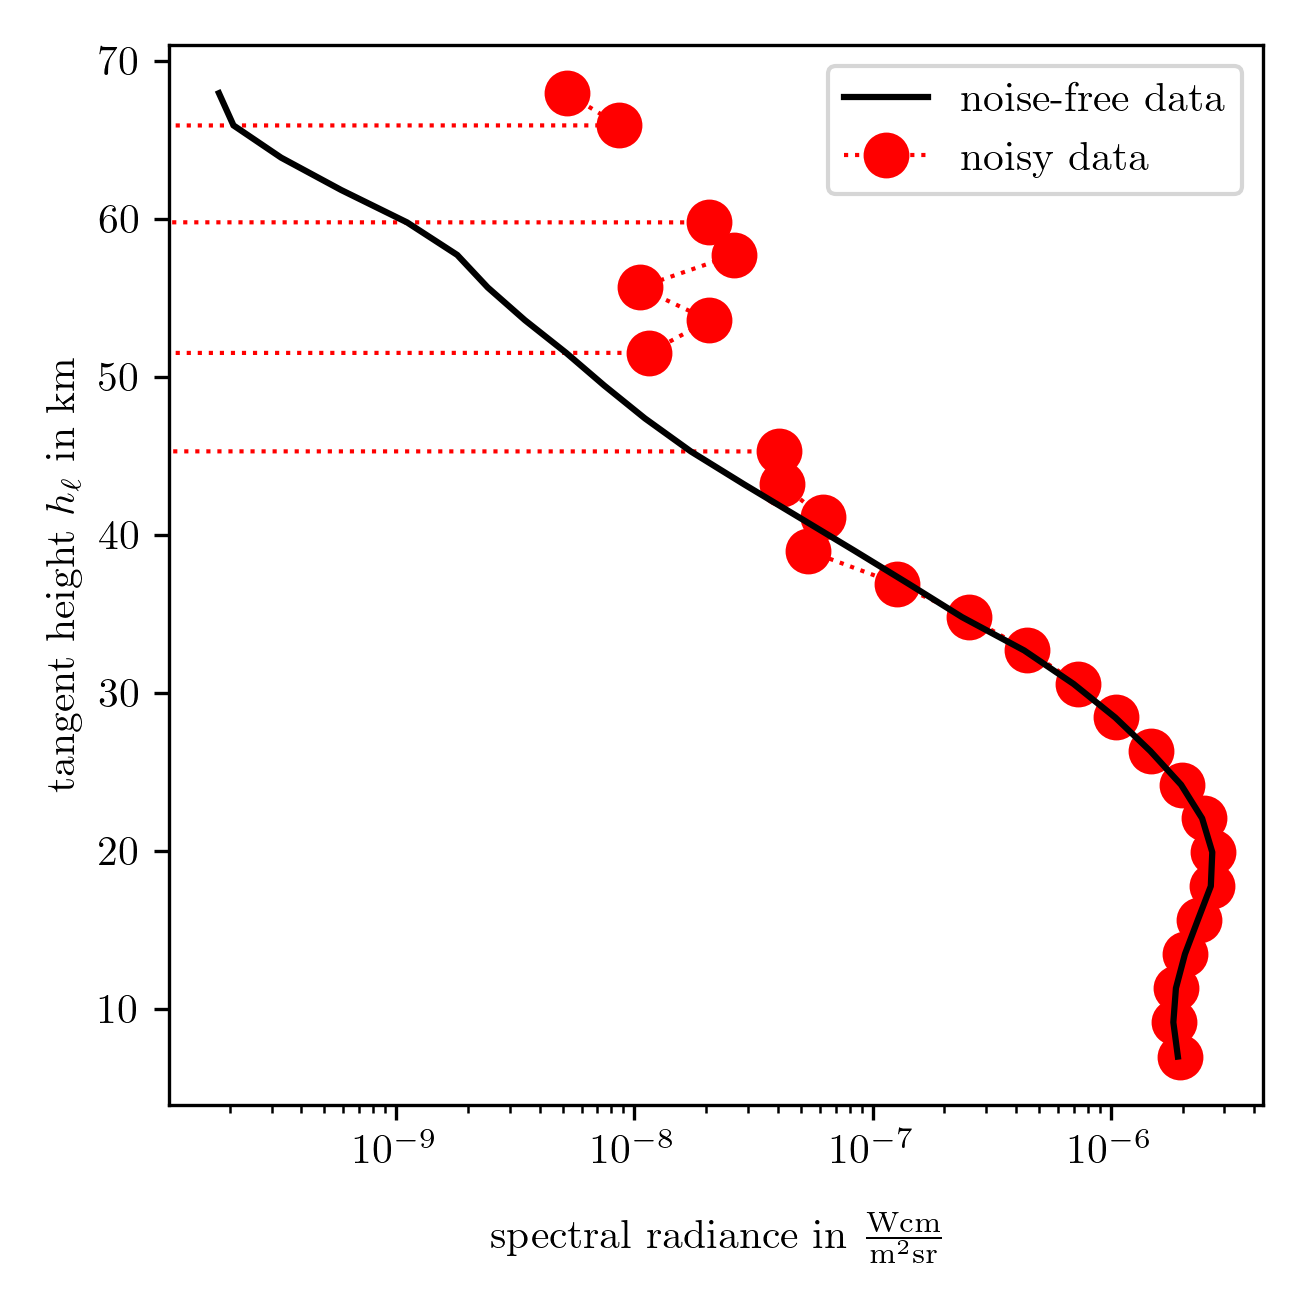 70
60
50
40
30
20
10
tangent height hℓ in km
noise-free data
noisy data
10⁻⁹ 10⁻⁸ 10⁻⁷ 10⁻⁶
spectral radiance in Wcm/m²sr